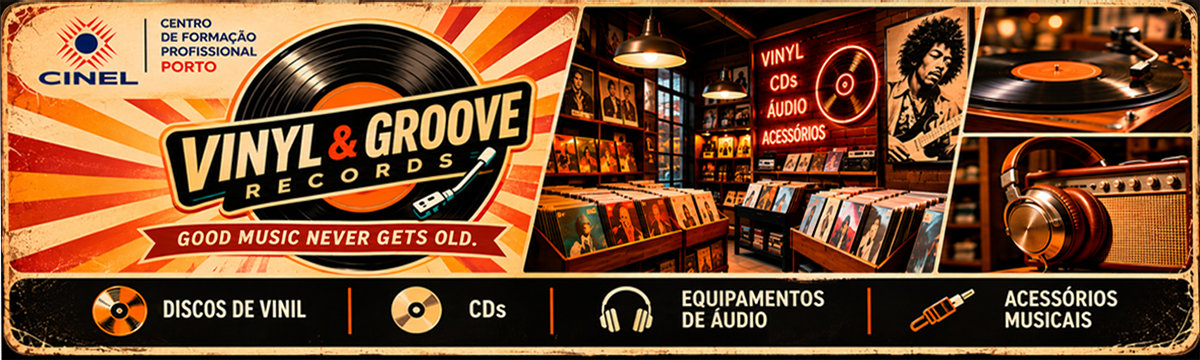 CINEL
CENTRO
DE FORMAÇÃO
PROFISSIONAL
PORTO
VINYL & GROOVE
RECORDS
GOOD MUSIC NEVER GETS OLD.
VINYL
CDs
ÁUDIO
ACESSÓRIOS
DISCOS DE VINIL
CDs
EQUIPAMENTOS
DE ÁUDIO
ACESSÓRIOS
MUSICAIS